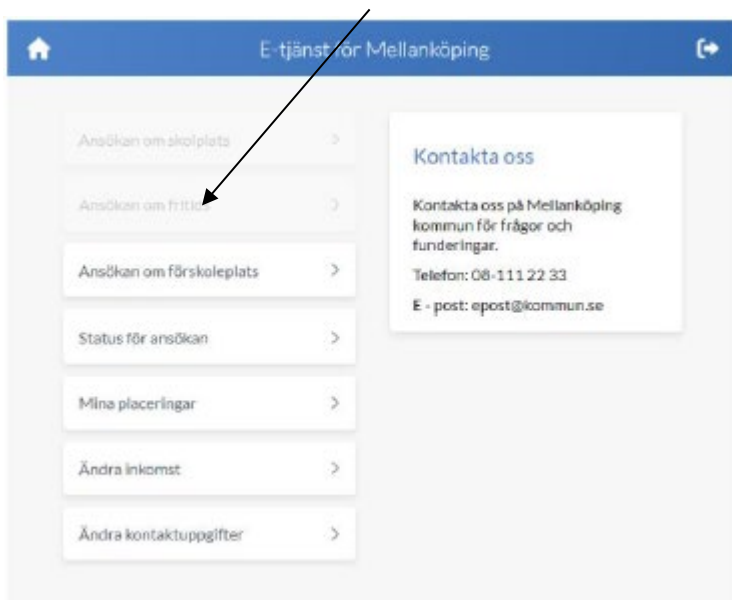 E-tjänst för Mellanköping
Ansökan om skolplats
Ansökan om fritids
Ansökan om förskoleplats
Status för ansökan
Mina placeringar
Ändra inkomst
Ändra kontaktuppgifter
Kontakta oss
Kontakta oss på Mellanköping
kommun för frågor och
funderingar.
Telefon: 08-111 22 33
E - post: epost@kommun.se